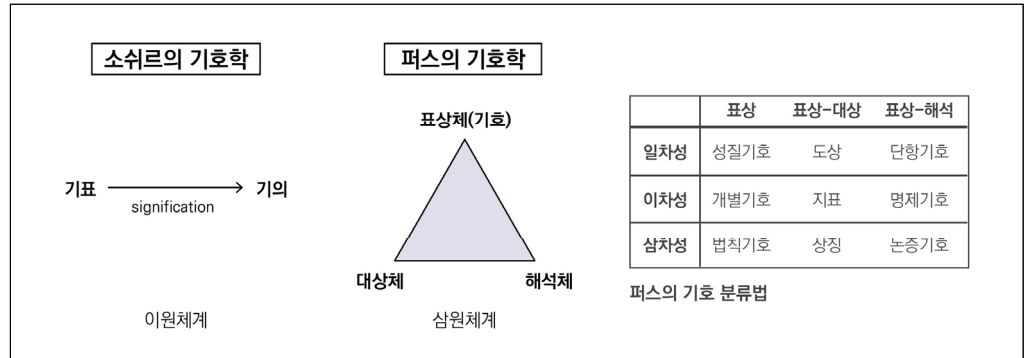 소쉬르의 기호학
기표
기의
signification
이원체계
퍼스의 기호학
표상체(기호)
대상체
해석체
삼원체계
표상 표상-대상 표상-해석
일차성 성질기호 도상 단항기호
이차성 개별기호 지표 명제기호
삼차성 법칙기호 상징 논증기호
퍼스의 기호 분류법